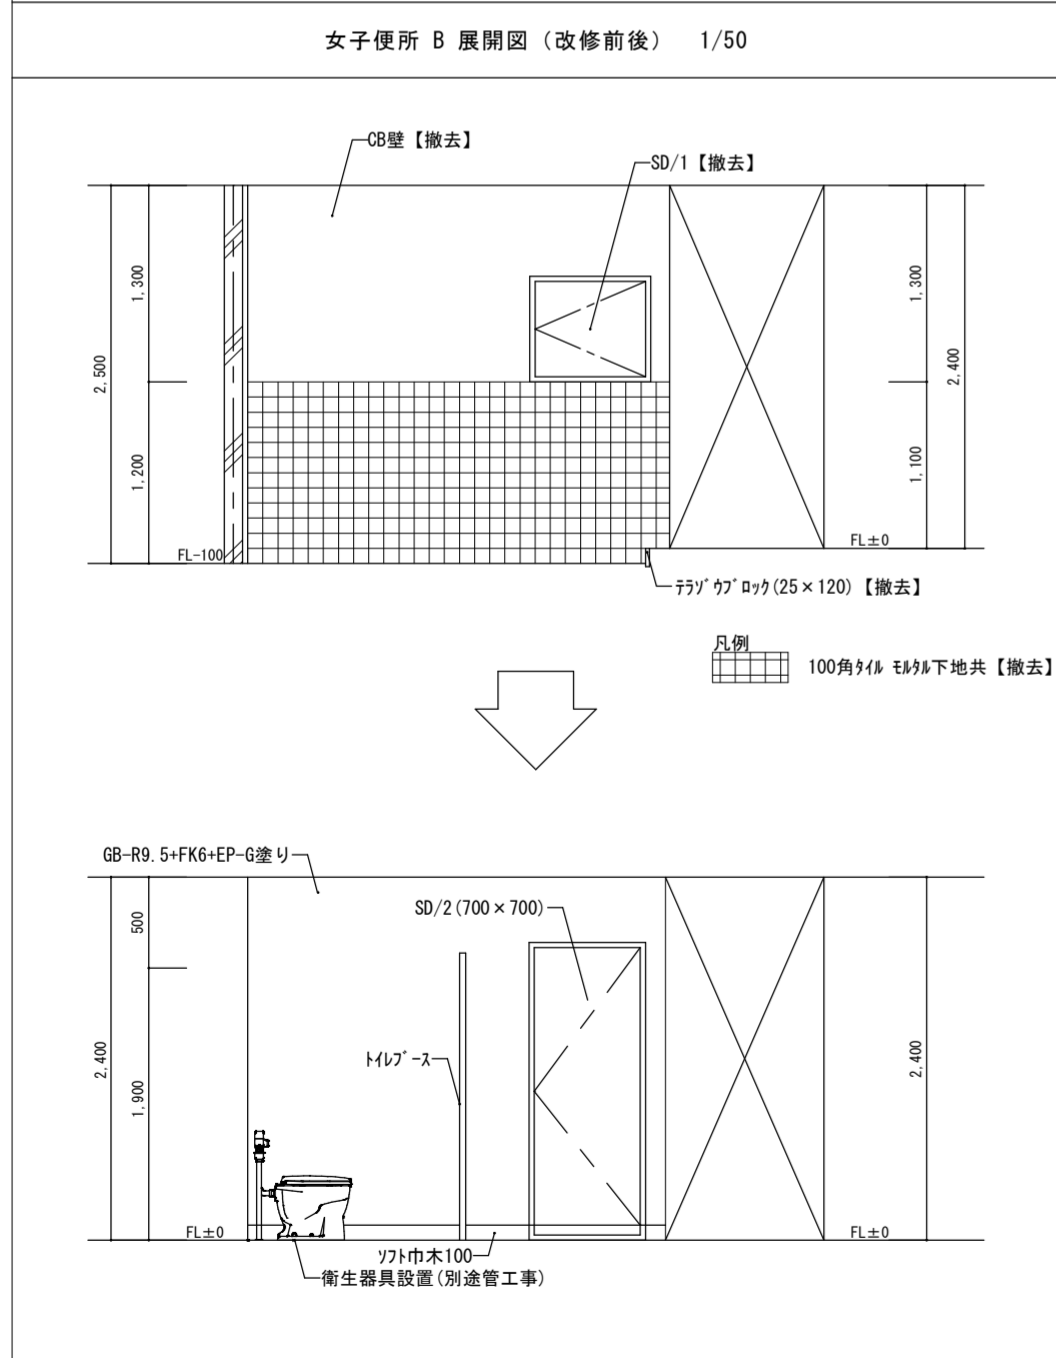 女子便所 B 展開図（改修前後） 1/50
CB壁【撤去】
SD/1【撤去】
1,300
2,500
1,200
1,300
2,400
1,100
FL-100
FL±0
ﾃﾗｿﾞｳﾌﾞﾛｯｸ(25×120)【撤去】
凡例
100角ﾀｲﾙ ﾓﾙﾀﾙ下地共【撤去】
GB-R9.5+FK6+EP-G塗り
500
SD/2(700×700)
2,400
ﾄｲﾚﾌﾞｰｽ
1,900
2,400
FL±0
FL±0
ｿﾌﾄ巾木100
衛生器具設置(別途管工事)